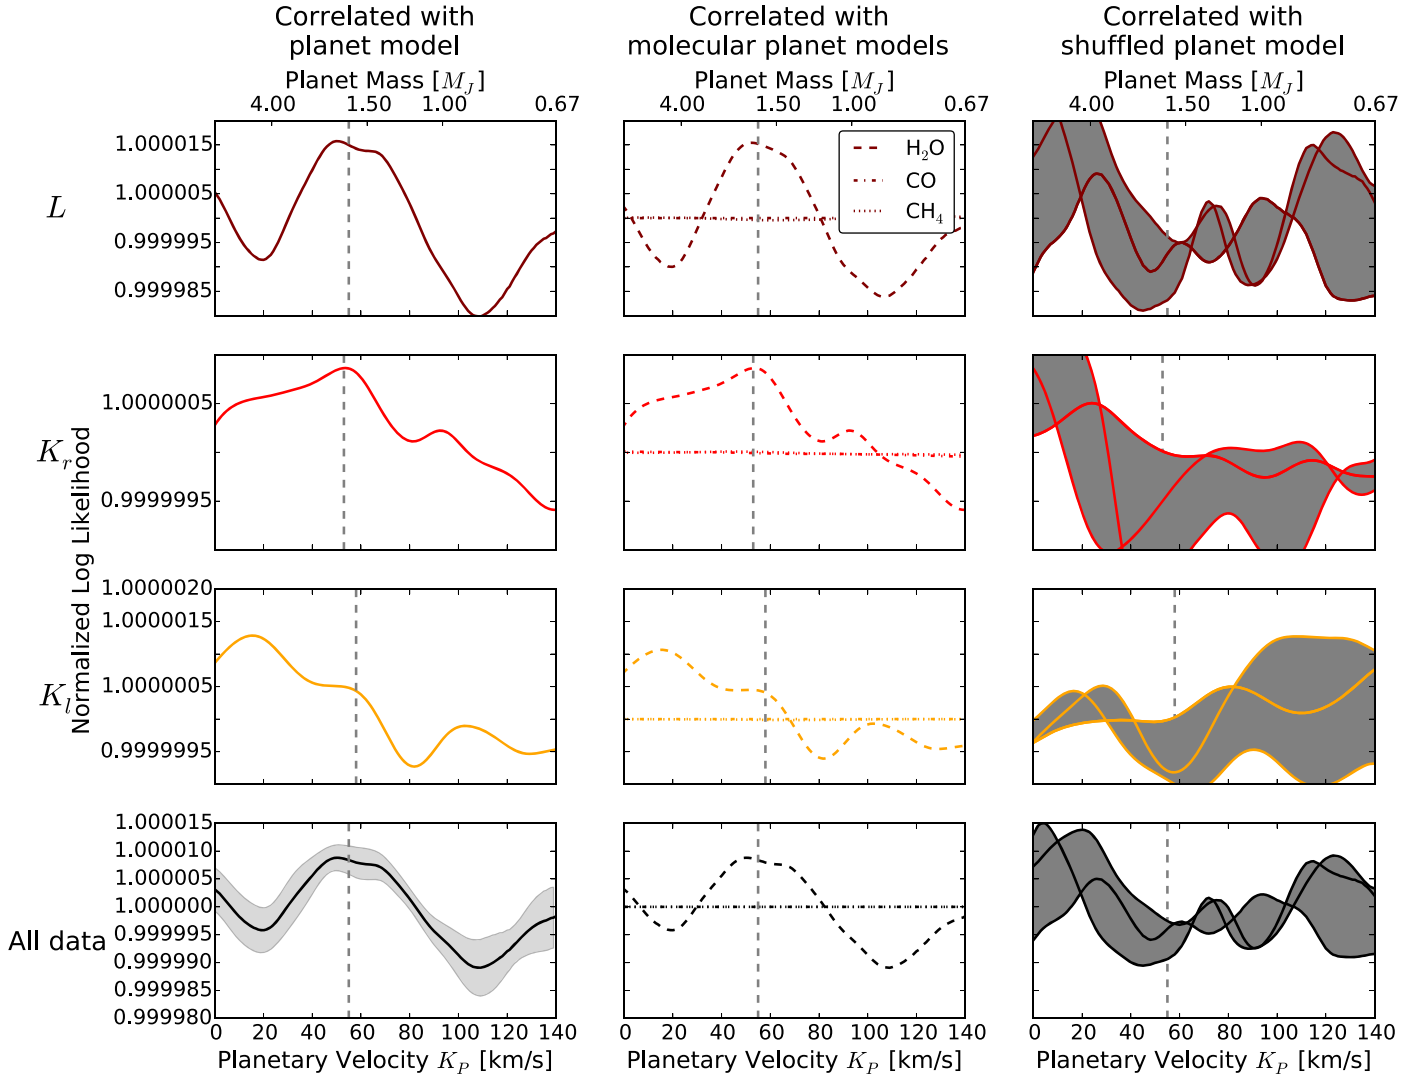 Correlated with
planet model
Correlated with
molecular planet models
Correlated with
shuffled planet model
Planet Mass [M_J]
Planet Mass [M_J]
Planet Mass [M_J]
4.00 1.50 1.00 0.67
4.00 1.50 1.00 0.67
4.00 1.50 1.00 0.67
Normalized Log Likelihood
L
1.000015
1.000005
0.999995
0.999985
H₂O
CO
CH₄
K_r
1.0000005
0.9999995
K_l
1.0000020
1.0000015
1.0000005
0.9999995
All data
1.000015
1.000010
1.000005
1.000000
0.999995
0.999990
0.999985
0.999980
20 40 60 80 100 120 140
0 20 40 60 80 100 120 140
0 20 40 60 80 100 120 140
Planetary Velocity K_P [km/s]
Planetary Velocity K_P [km/s]
Planetary Velocity K_P [km/s]